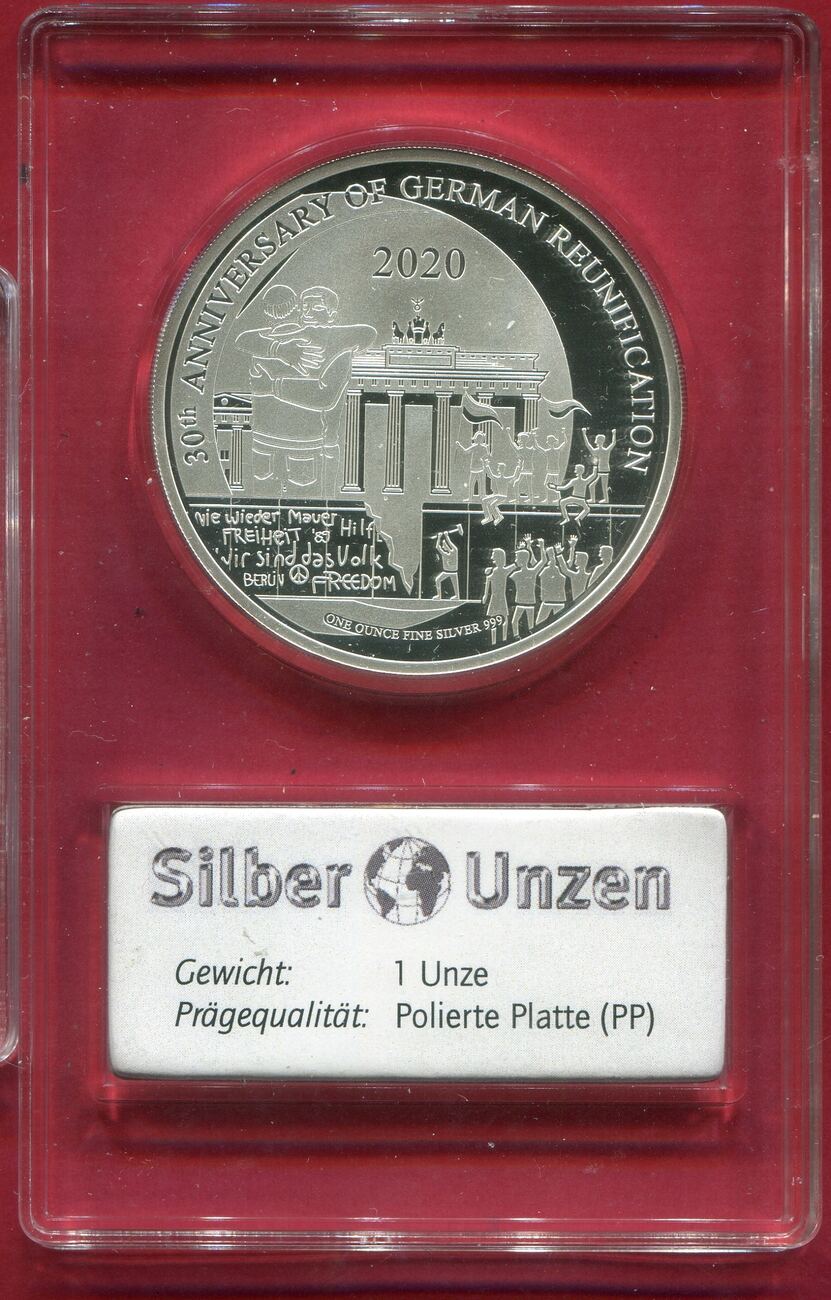 30th ANNIVERSARY OF GERMAN REUNIFICATION
2020
Nie wieder Mauer Hilfe
FREIHEIT '89
Wir sind das Volk
BERLIN FREEDOM
ONE OUNCE FINE SILVER 999
Silber Unzen
Gewicht: 1 Unze
Prägequalität: Polierte Platte (PP)